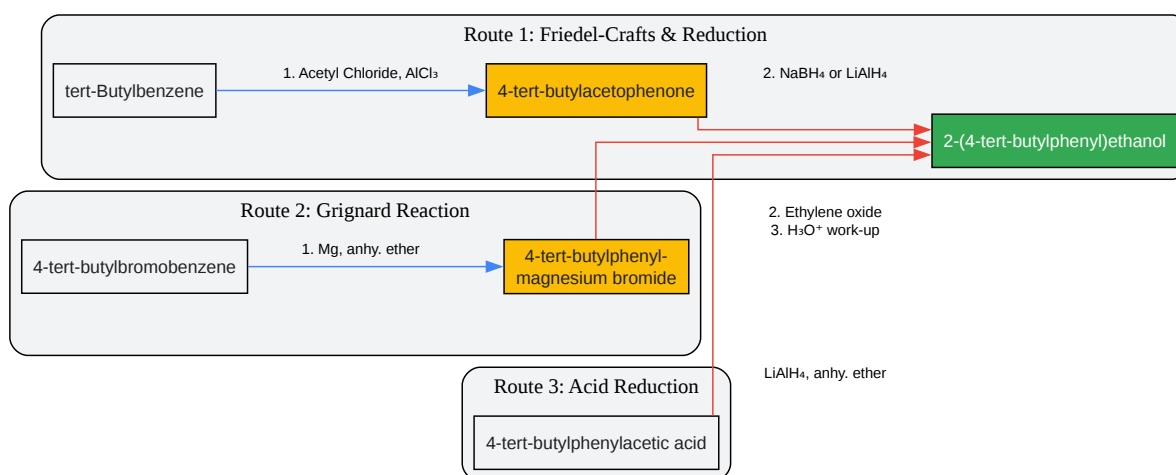 Route 1: Friedel-Crafts & Reduction
tert-Butylbenzene
1. Acetyl Chloride, AlCl₃
4-tert-butylacetophenone
2. NaBH₄ or LiAlH₄
2-(4-tert-butylphenyl)ethanol
Route 2: Grignard Reaction
4-tert-butylbromobenzene
1. Mg, anhy. ether
4-tert-butylphenyl-
magnesium bromide
2. Ethylene oxide
3. H₃O⁺ work-up
Route 3: Acid Reduction
4-tert-butylphenylacetic acid
LiAlH₄, anhy. ether